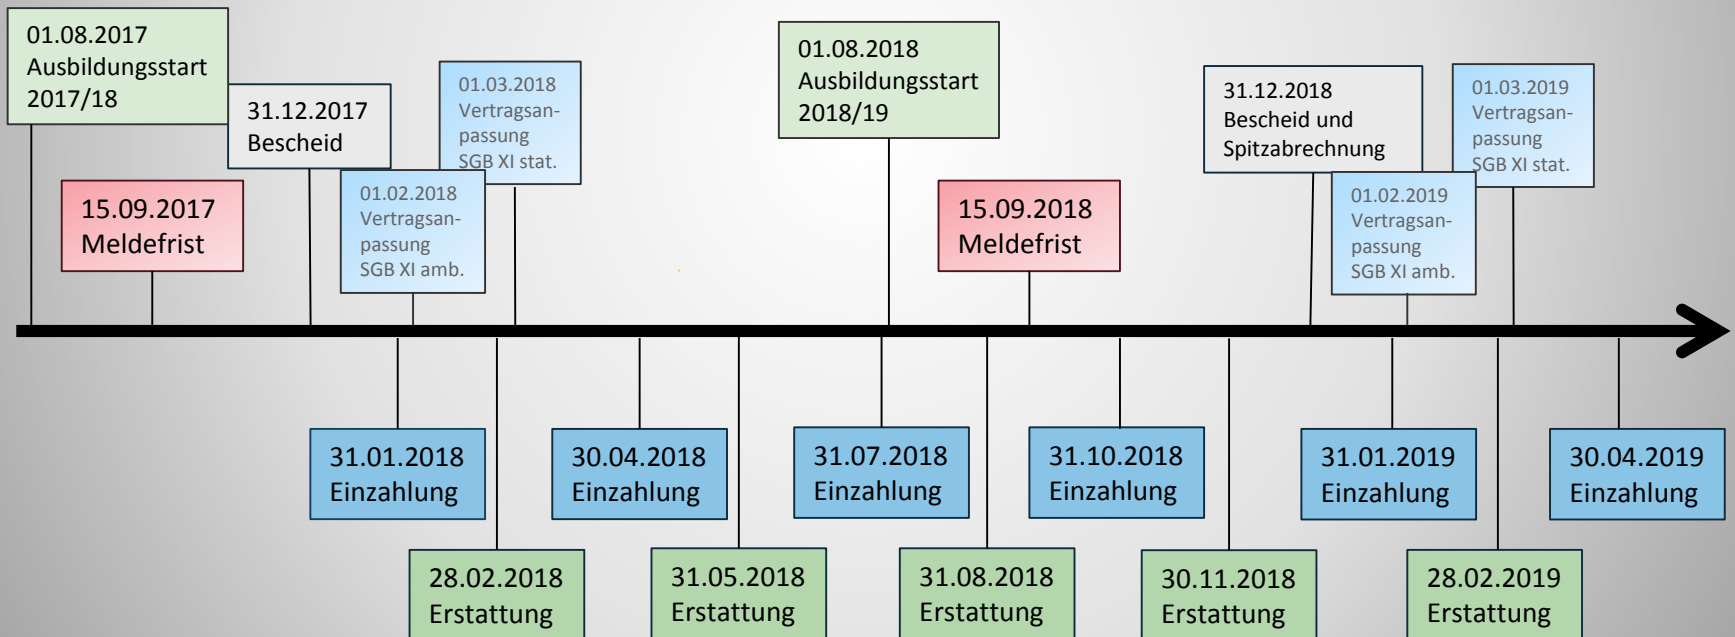 01.08.2017
Ausbildungsstart
2017/18
31.12.2017
Bescheid
01.03.2018
Vertragsan-
passung
SGB XI stat.
15.09.2017
Meldefrist
01.02.2018
Vertragsan-
passung
SGB XI amb.
01.08.2018
Ausbildungsstart
2018/19
15.09.2018
Meldefrist
31.12.2018
Bescheid und
Spitzabrechnung
01.03.2019
Vertragsan-
passung
SGB XI stat.
01.02.2019
Vertragsan-
passung
SGB XI amb.
31.01.2018
Einzahlung
30.04.2018
Einzahlung
31.07.2018
Einzahlung
31.10.2018
Einzahlung
31.01.2019
Einzahlung
30.04.2019
Einzahlung
28.02.2018
Erstattung
31.05.2018
Erstattung
31.08.2018
Erstattung
30.11.2018
Erstattung
28.02.2019
Erstattung